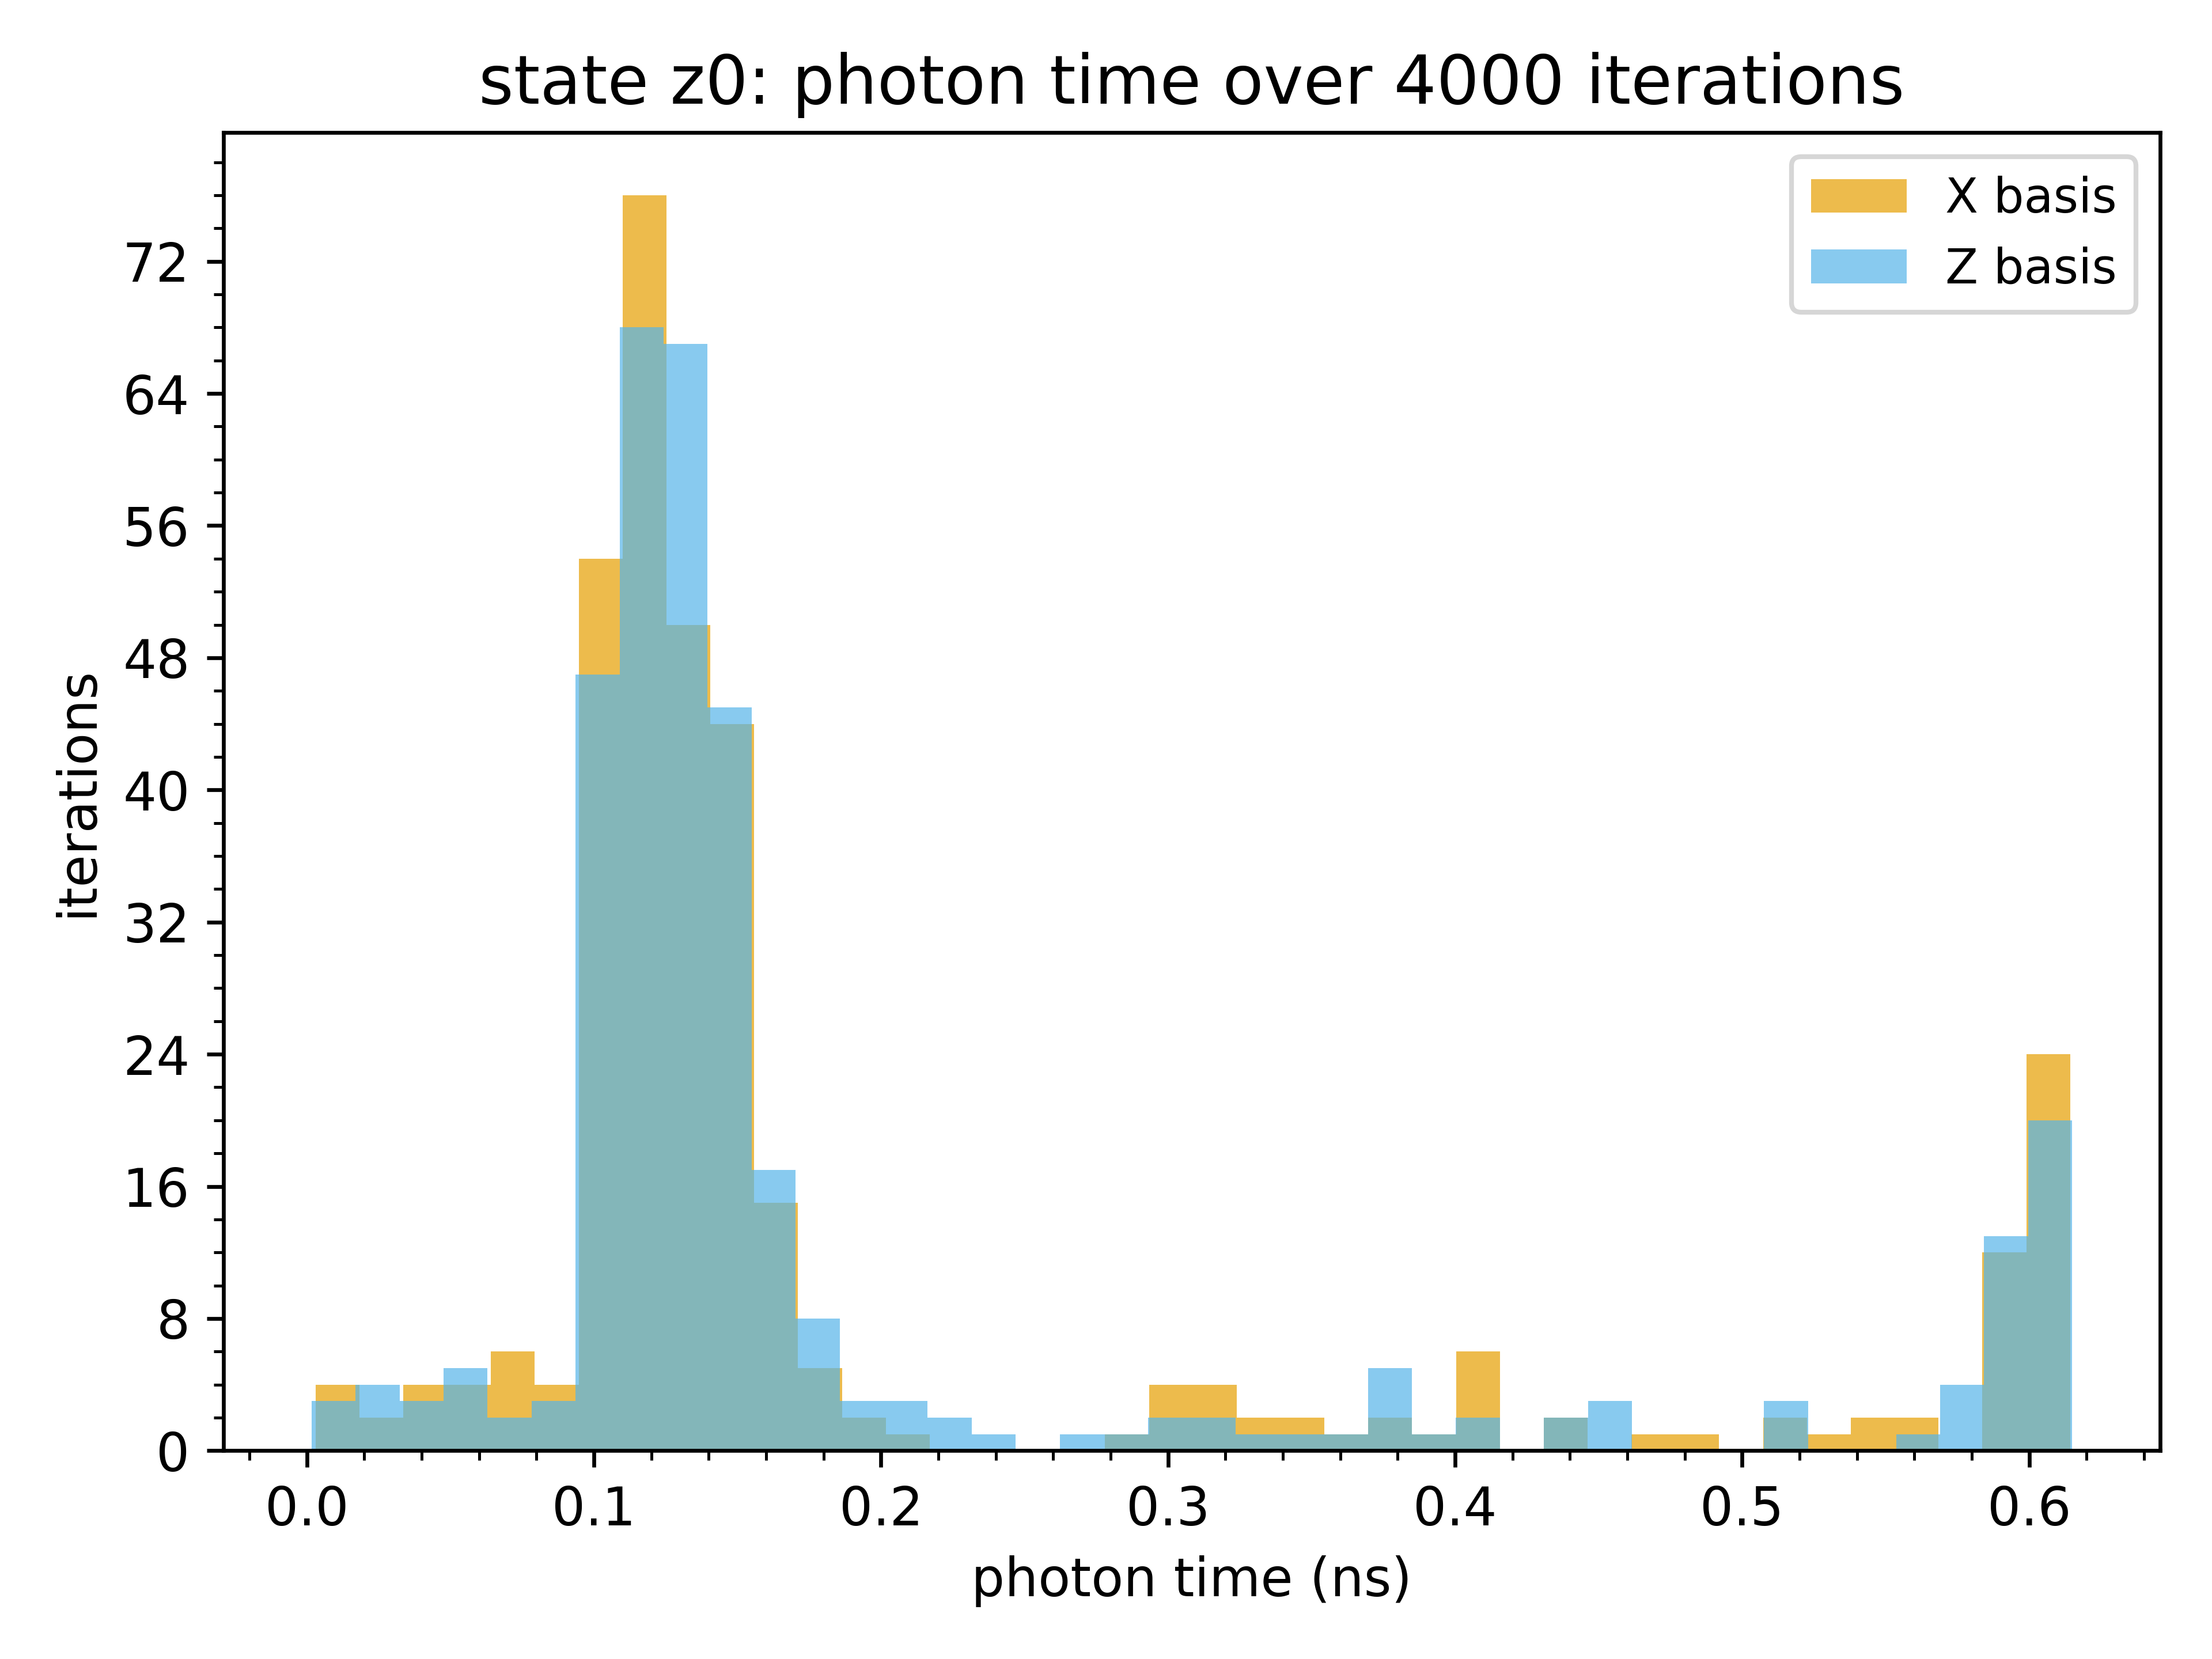 state z0: photon time over 4000 iterations
X basis
Z basis
72
64
56
48
40
32
24
16
8
0
iterations
0.0 0.1 0.2 0.3 0.4 0.5 0.6
photon time (ns)